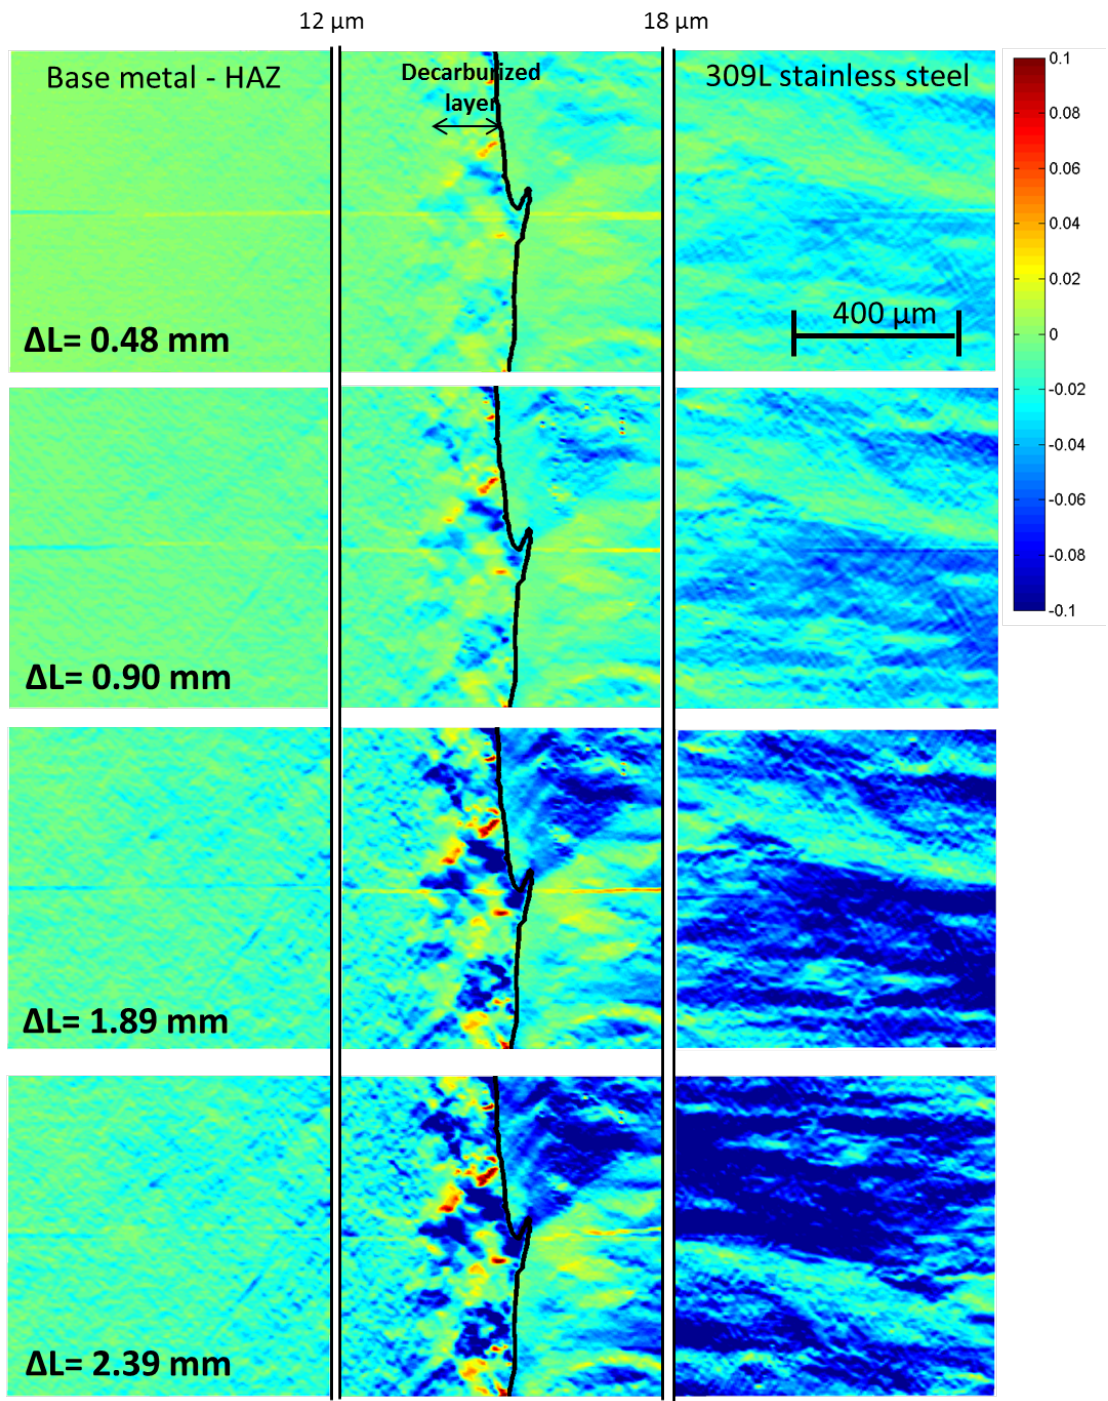 12 µm
18 µm
Base metal - HAZ
Decarburized
layer
309L stainless steel
400 µm
ΔL= 0.48 mm
ΔL= 0.90 mm
ΔL= 1.89 mm
ΔL= 2.39 mm
0.1
0.08
0.06
0.04
0.02
0
-0.02
-0.04
-0.06
-0.08
-0.1